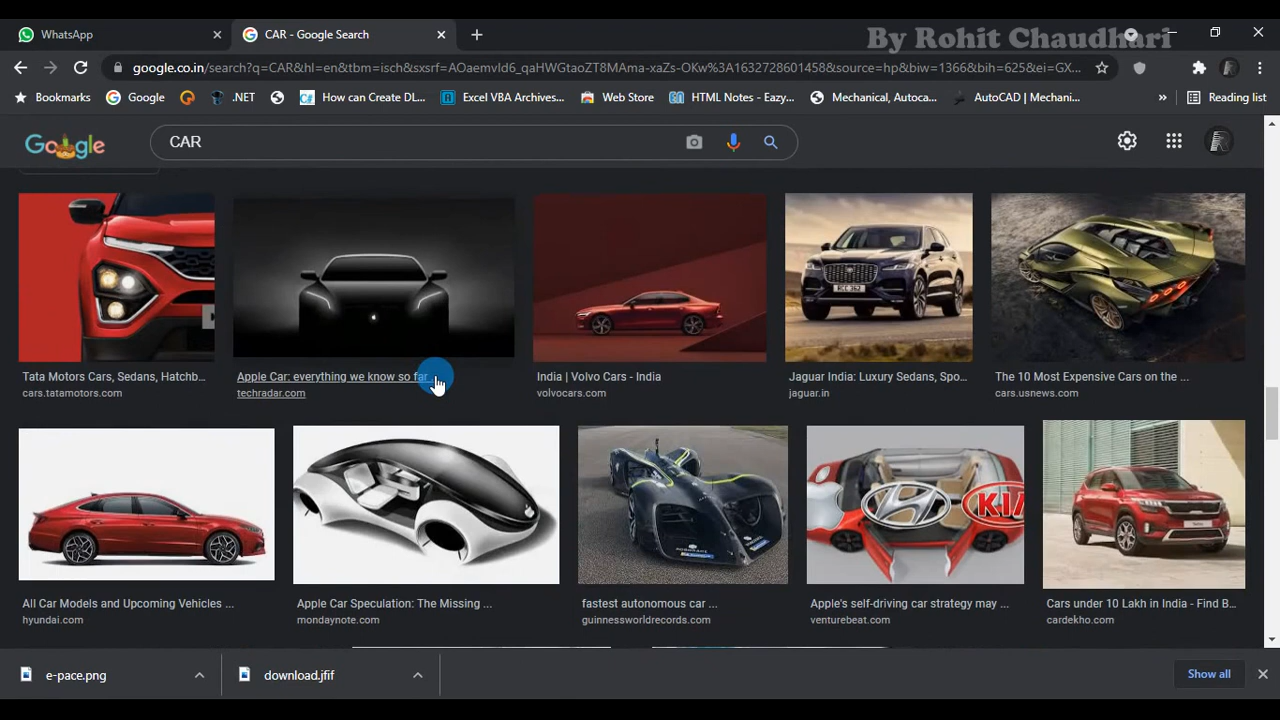 WhatsApp
CAR - Google Search
By Rohit Chaudhari
google.co.in/search?q=CAR&hl=en&tbm=isch&sxsrf=AOaemvId6_qaHWGtaoZT8MAma-xaZs-OKw%3A1632728601458&source=hp&biw=1366&bih=625&ei=GX...
Bookmarks
Google
.NET
How can Create DL...
Excel VBA Archives...
Web Store
HTML Notes - Eazy...
Mechanical, Autoca...
AutoCAD | Mechani...
»
Reading list
Google
CAR
Tata Motors Cars, Sedans, Hatchb...
cars.tatamotors.com
Apple Car: everything we know so far ...
techradar.com
India | Volvo Cars - India
volvocars.com
Jaguar India: Luxury Sedans, Spo...
jaguar.in
The 10 Most Expensive Cars on the ...
cars.usnews.com
KIA
All Car Models and Upcoming Vehicles ...
hyundai.com
Apple Car Speculation: The Missing ...
mondaynote.com
fastest autonomous car ...
guinnessworldrecords.com
Apple's self-driving car strategy may ...
venturebeat.com
Cars under 10 Lakh in India - Find B...
cardekho.com
e-pace.png
download.jfif
Show all